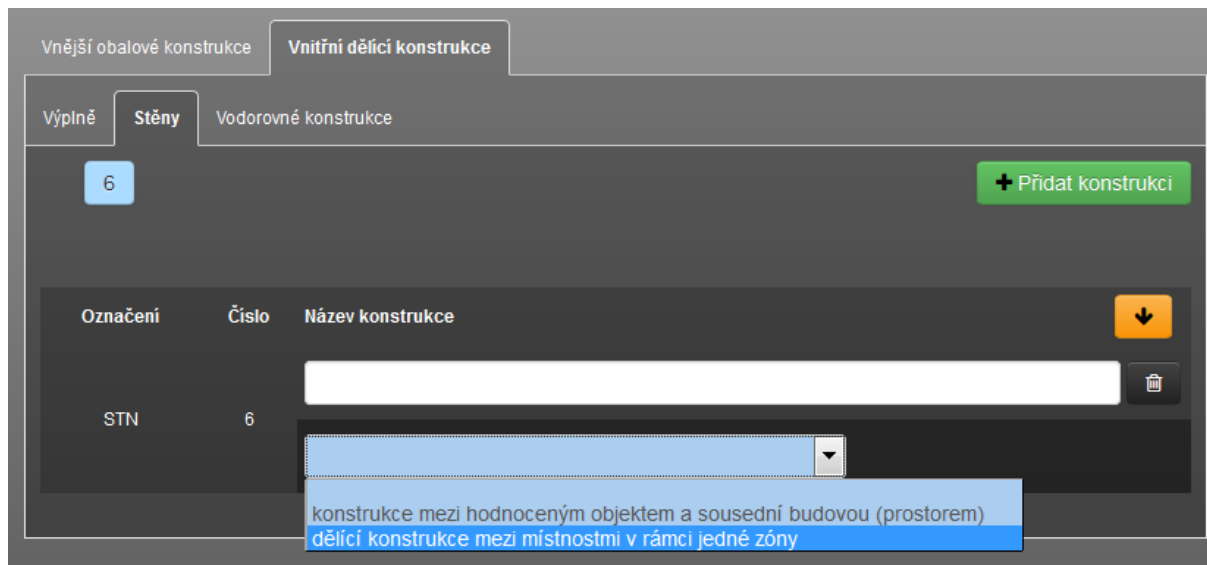 Vnější obalové konstrukce Vnitřní dělící konstrukce
Výplně Stěny Vodorovné konstrukce
6 Přidat konstrukci
Označení Číslo Název konstrukce
STN 6
konstrukce mezi hodnoceným objektem a sousední budovou (prostorem)
dělící konstrukce mezi místnostmi v rámci jedné zóny